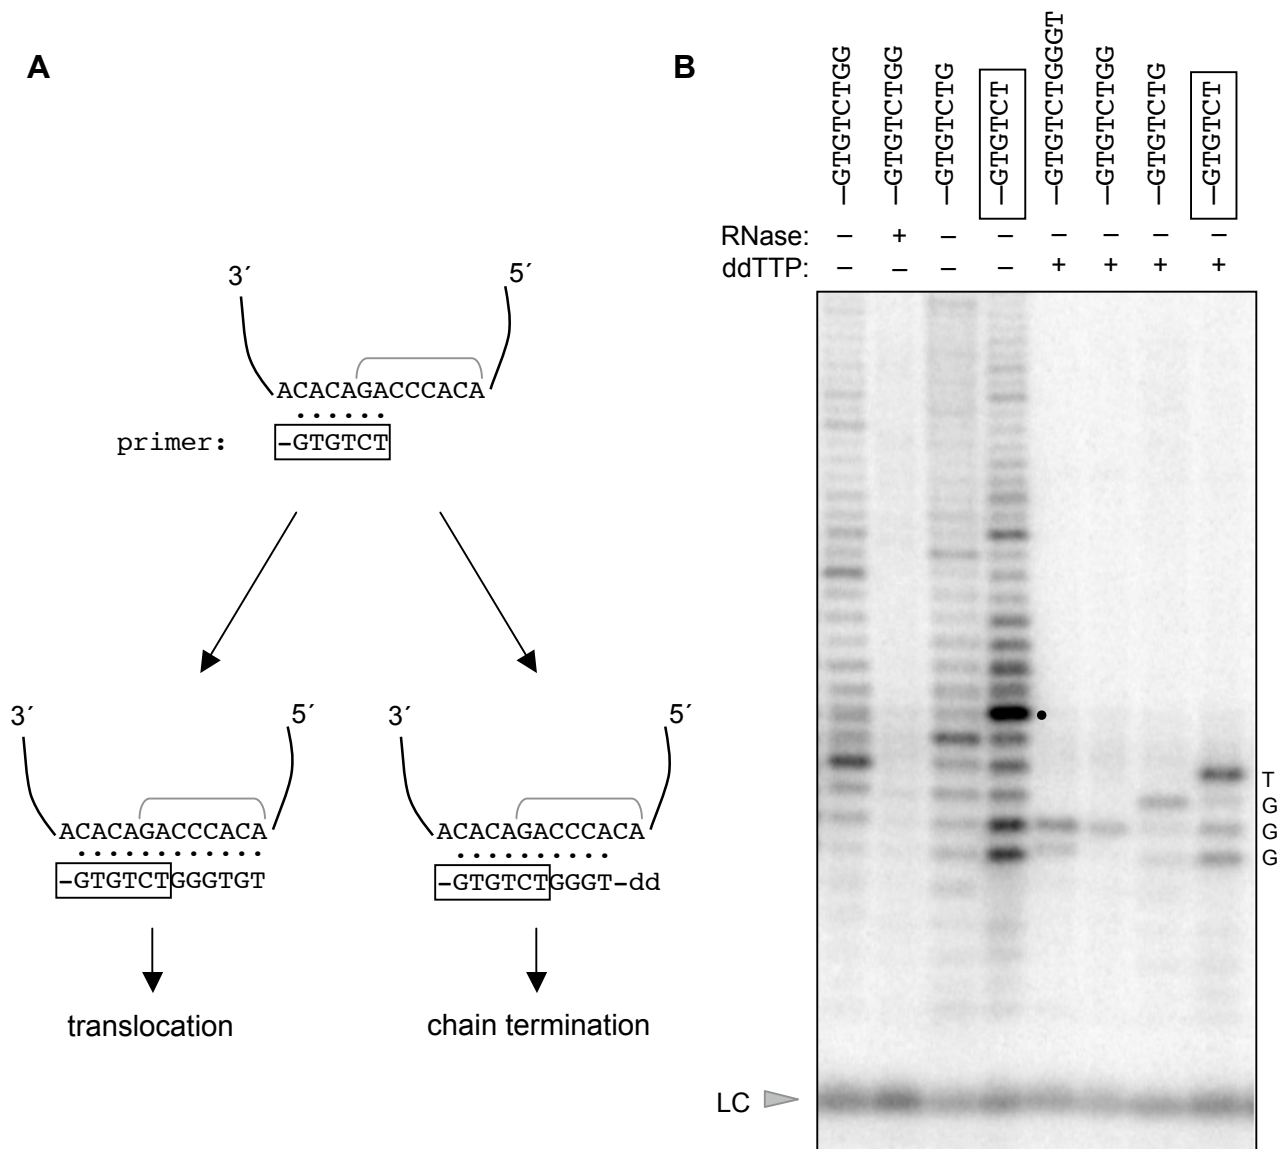 A
3´ 5´
ACACAGACCCACA
primer: –GTGTCT
3´ 5´
ACACAGACCCACA
–GTGTCTGGGTGT
translocation
3´ 5´
ACACAGACCCACA
–GTGTCTGGGT–dd
chain termination
B
–GTGTCTGG
–GTGTCTGG
–GTGTCTG
–GTGTCT
–GTGTCTGGGT
–GTGTCTGG
–GTGTCTG
–GTGTCT
RNase: – + – – – – – –
ddTTP: – – – – + + + +
T
G
G
G
LC